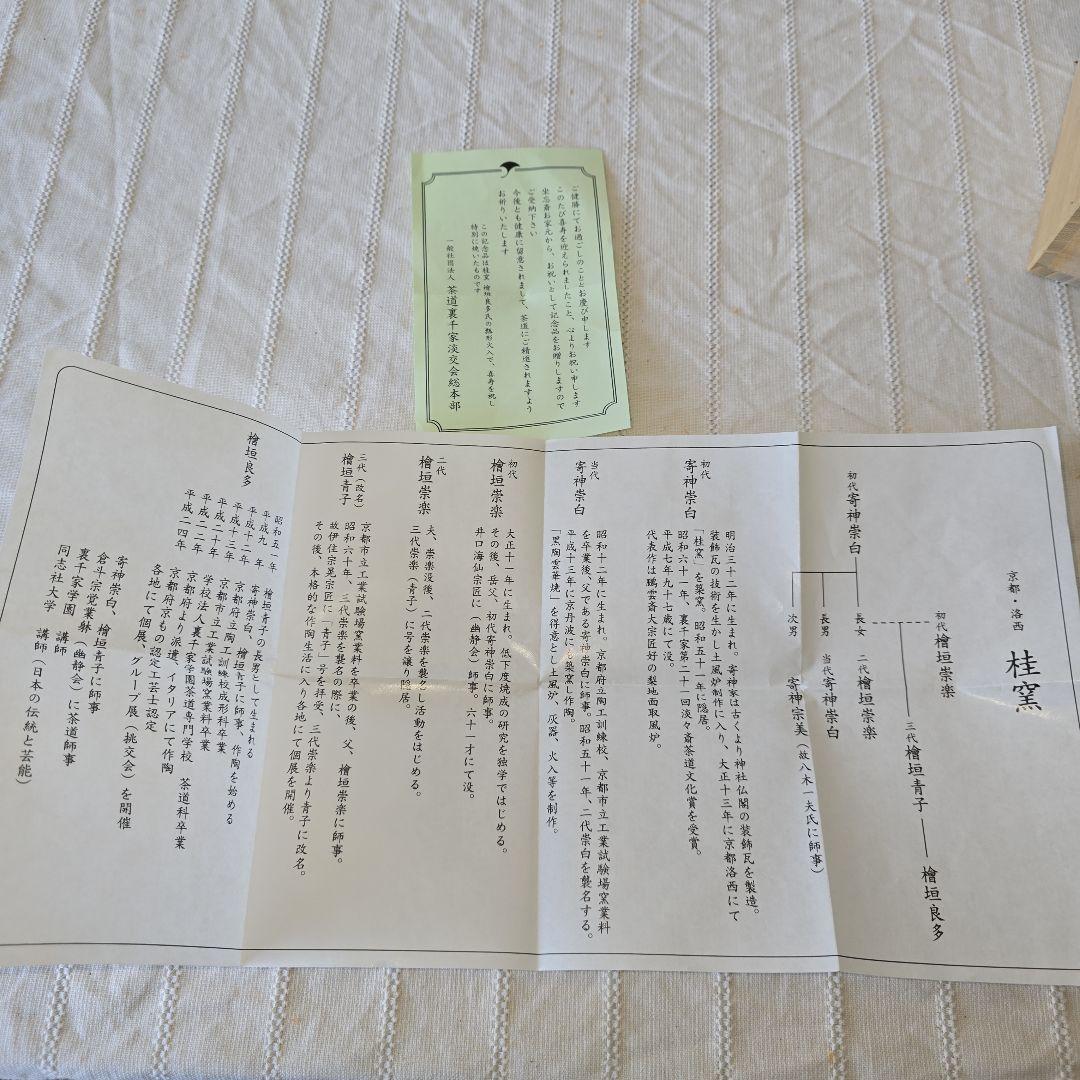 ご健勝にてお過ごしのこととお慶び申します
このたび喜寿を迎えられましたこと、心よりお祝い申します
坐忘斎お家元から、お祝いとして記念品をお贈りしますので
ご受納下さい
今後とも健康に留意されまして、茶道にご精進されますよう
お祈りいたします
この記念品は桂窯 檜垣良多氏の瓢形火入で、喜寿を祝し
特別に焼いたものです
一般社団法人 茶道裏千家淡交会総本部
京都・洛西 桂窯
初代 檜垣崇楽
三代 檜垣青子
檜垣良多
初代 寄神崇白
長女 二代 檜垣崇楽
長男 当代 寄神崇白
次男 寄神宗美(故八木一夫氏に師事)
初代
寄神崇白
明治三十二年に生まれ。寄神家は古くより神社仏閣の装飾瓦を製造。
装飾瓦の技術を生かし土風炉制作に入り、大正十三年に京都洛西にて
「桂窯」を築窯。昭和五十一年に隠居。
昭和六十一年、裏千家第二十一回淡々斎茶道文化賞を受賞。
平成七年九十七歳にて没。
代表作は鵬雲斎大宗匠好の梨地面取風炉。
当代
寄神崇白
昭和十二年に生まれ。京都府立陶工訓練校、京都市立工業試験場窯業科
を卒業後、父である寄神崇白に師事。昭和五十一年、二代崇白を襲名する。
平成十三年に京丹波にも築窯し作陶。
「黒陶雲華焼」を得意とし土風炉、灰器、火入等を制作。
初代
檜垣崇楽
大正十一年に生まれ。低下度焼成の研究を独学ではじめる。
その後、岳父、初代寄神崇白に師事。
井口海仙宗匠に(幽静会)師事。六十一才にて没。
二代
檜垣崇楽
夫、崇楽没後、二代崇楽を襲名し活動をはじめる。
三代崇楽(青子)に号を譲り隠居。
三代(改名)
檜垣青子
京都市立工業試験場窯業科を卒業の後、父、檜垣崇楽に師事。
昭和六十年、三代崇楽を襲名の際に、
故伊住宗晃宗匠に「青子」号を拝受、三代崇楽より青子に改名。
その後、本格的な作陶生活に入り各地にて個展を開催。
檜垣良多
昭和五一年 檜垣青子の長男として生まれる
平成九年 寄神崇白、檜垣青子に師事、作陶を始める
平成十二年 京都府立陶工訓練校成形科卒業
平成十三年 京都市立工業試験場窯業科卒業
平成二十年 学校法人裏千家学園茶道専門学校 茶道科卒業
平成二二年 京都府より派遣、イタリアにて作陶
平成二四年 京都府京もの認定工芸士認定
各地にて個展、グループ展(挑交会)を開催
寄神崇白、檜垣青子に師事
倉斗宗覚業躰(幽静会)に茶道師事
裏千家学園 講師
同志社大学 講師(日本の伝統と芸能)